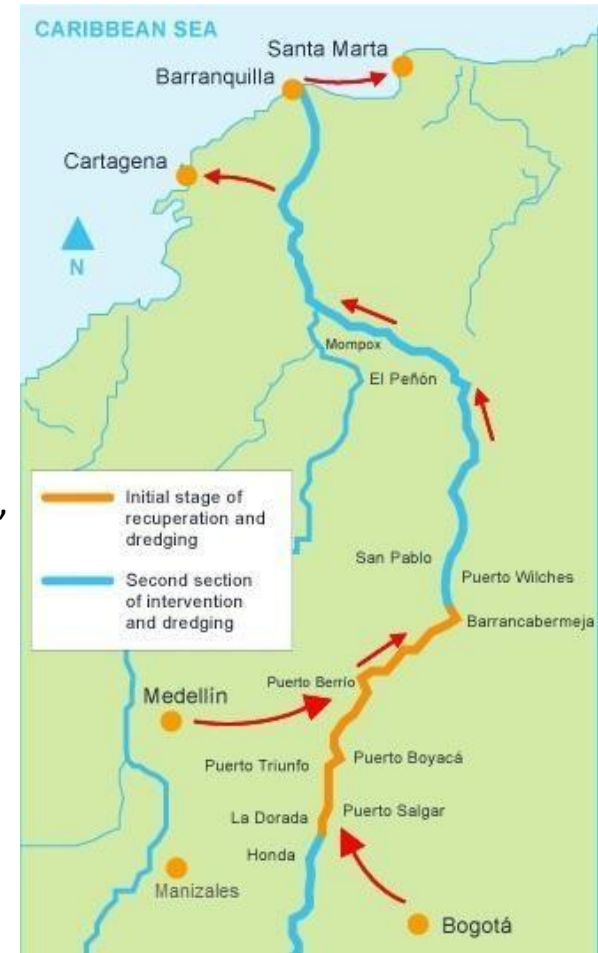 CARIBBEAN SEA
Santa Marta
Barranquilla
Cartagena
N
Mompox
El Peñón
,
Initial stage of
recuperation and
dredging
Second section
of intervention
and dredging
San Pablo
Puerto Wilches
Barrancabermeja
Puerto Berrío
Medellín
Puerto Boyacá
Puerto Triunfo
Puerto Salgar
La Dorada
Honda
Manizales
Bogotá